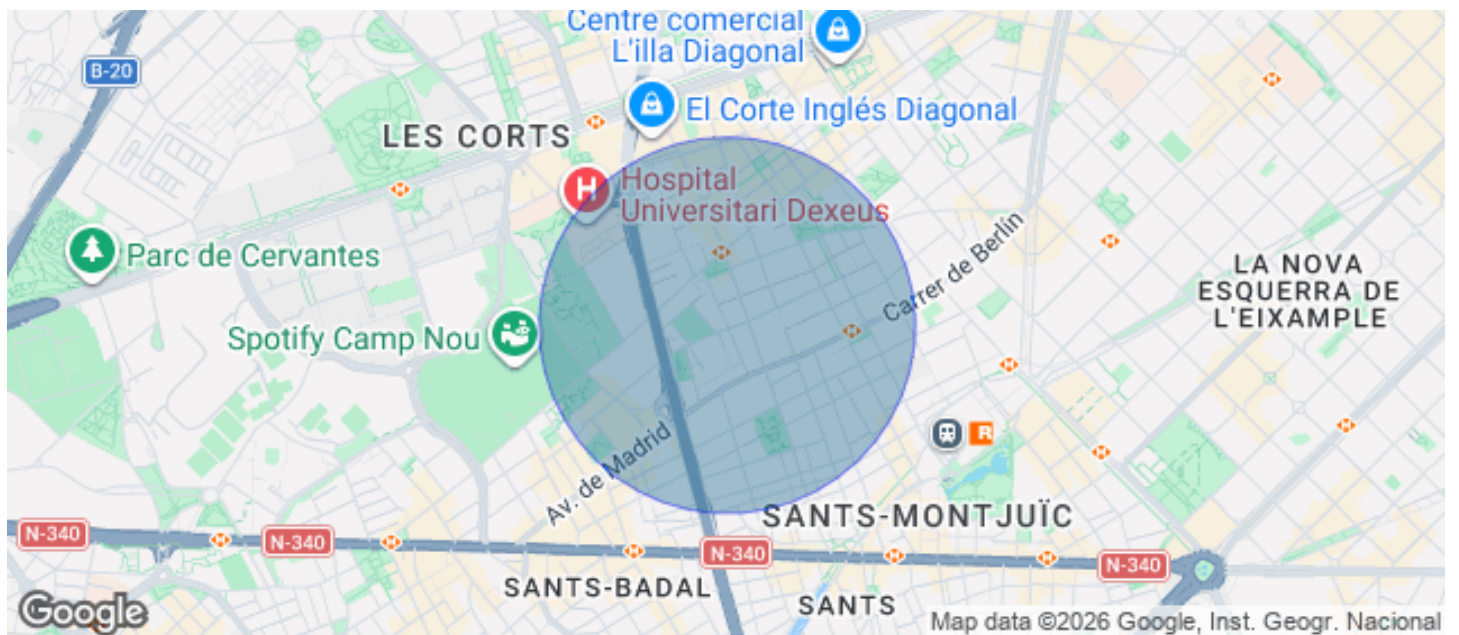 Centre comercial
L'illa Diagonal
B-20
El Corte Inglés Diagonal
LES CORTS
H
Hospital
Universitari Dexeus
Parc de Cervantes
Carrer de Berlín
LA NOVA
ESQUERRA DE
L'EIXAMPLE
Spotify Camp Nou
R
Av. de Madrid
SANTS-MONTJUÏC
N-340
N-340
N-340
N-340
SANTS-BADAL
SANTS
Google
Map data ©2026 Google, Inst. Geogr. Nacional